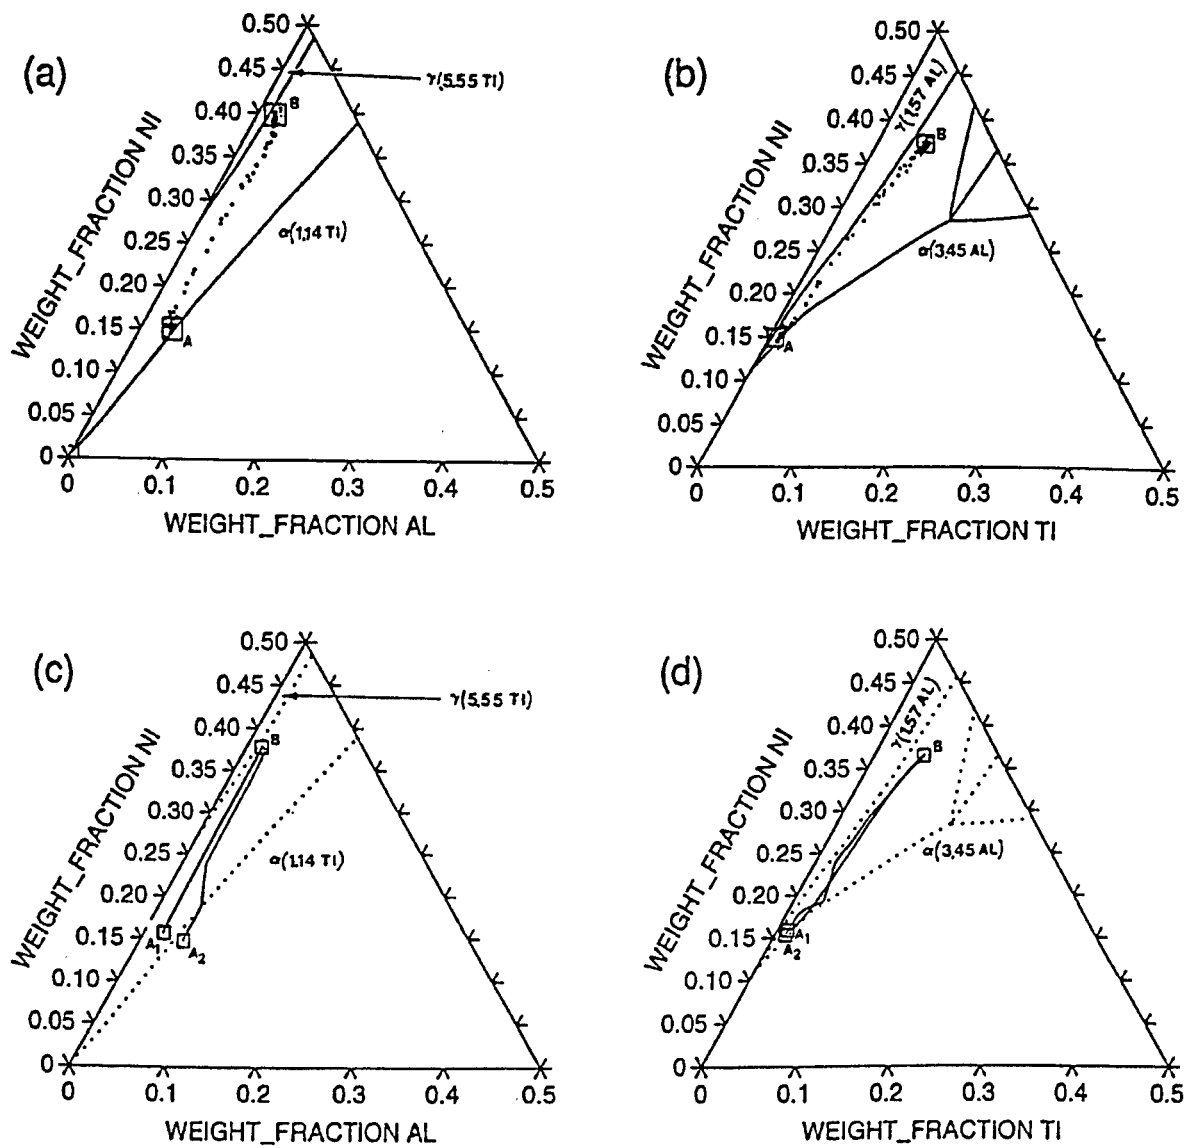 (a)
WEIGHT_FRACTION NI
0.50
0.45
0.40
0.35
0.30
0.25
0.20
0.15
0.10
0.05
0
γ(5.55 TI)
B
α(1.14 TI)
A
0 0.1 0.2 0.3 0.4 0.5
WEIGHT_FRACTION AL
(b)
WEIGHT_FRACTION NI
0.50
0.45
0.40
0.35
0.30
0.25
0.20
0.15
0.10
0.05
0
γ(1.57 AL)
B
α(3.45 AL)
A
0 0.1 0.2 0.3 0.4 0.5
WEIGHT_FRACTION TI
(c)
WEIGHT_FRACTION NI
0.50
0.45
0.40
0.35
0.30
0.25
0.20
0.15
0.10
0.05
0
γ(5.55 TI)
B
α(1.14 TI)
A1
A2
0 0.1 0.2 0.3 0.4 0.5
WEIGHT_FRACTION AL
(d)
WEIGHT_FRACTION NI
0.50
0.45
0.40
0.35
0.30
0.25
0.20
0.15
0.10
0.05
0
γ(1.57 AL)
B
α(3.45 AL)
A1
A2
0 0.1 0.2 0.3 0.4 0.5
WEIGHT_FRACTION TI